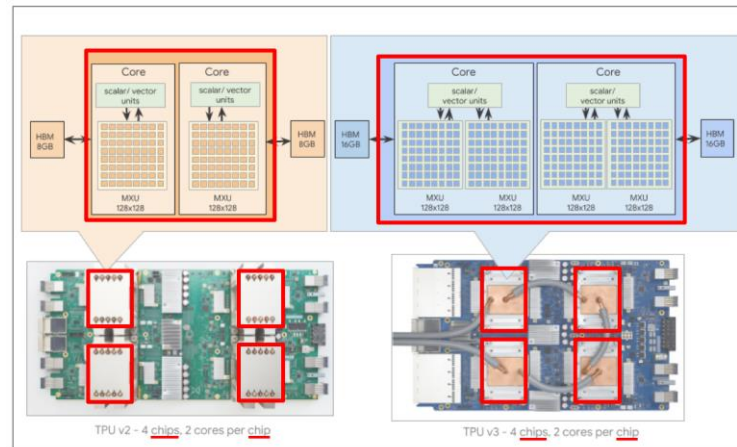 Core
Core
scalar/ vector
units
scalar/ vector
units
HBM
8GB
HBM
8GB
MXU
128x128
MXU
128x128
Core
Core
scalar/ vector
units
scalar/ vector
units
HBM
16GB
HBM
16GB
MXU
128x128
MXU
128x128
MXU
128x128
MXU
128x128
TPU v2 - 4 chips, 2 cores per chip
TPU v3 - 4 chips, 2 cores per chip